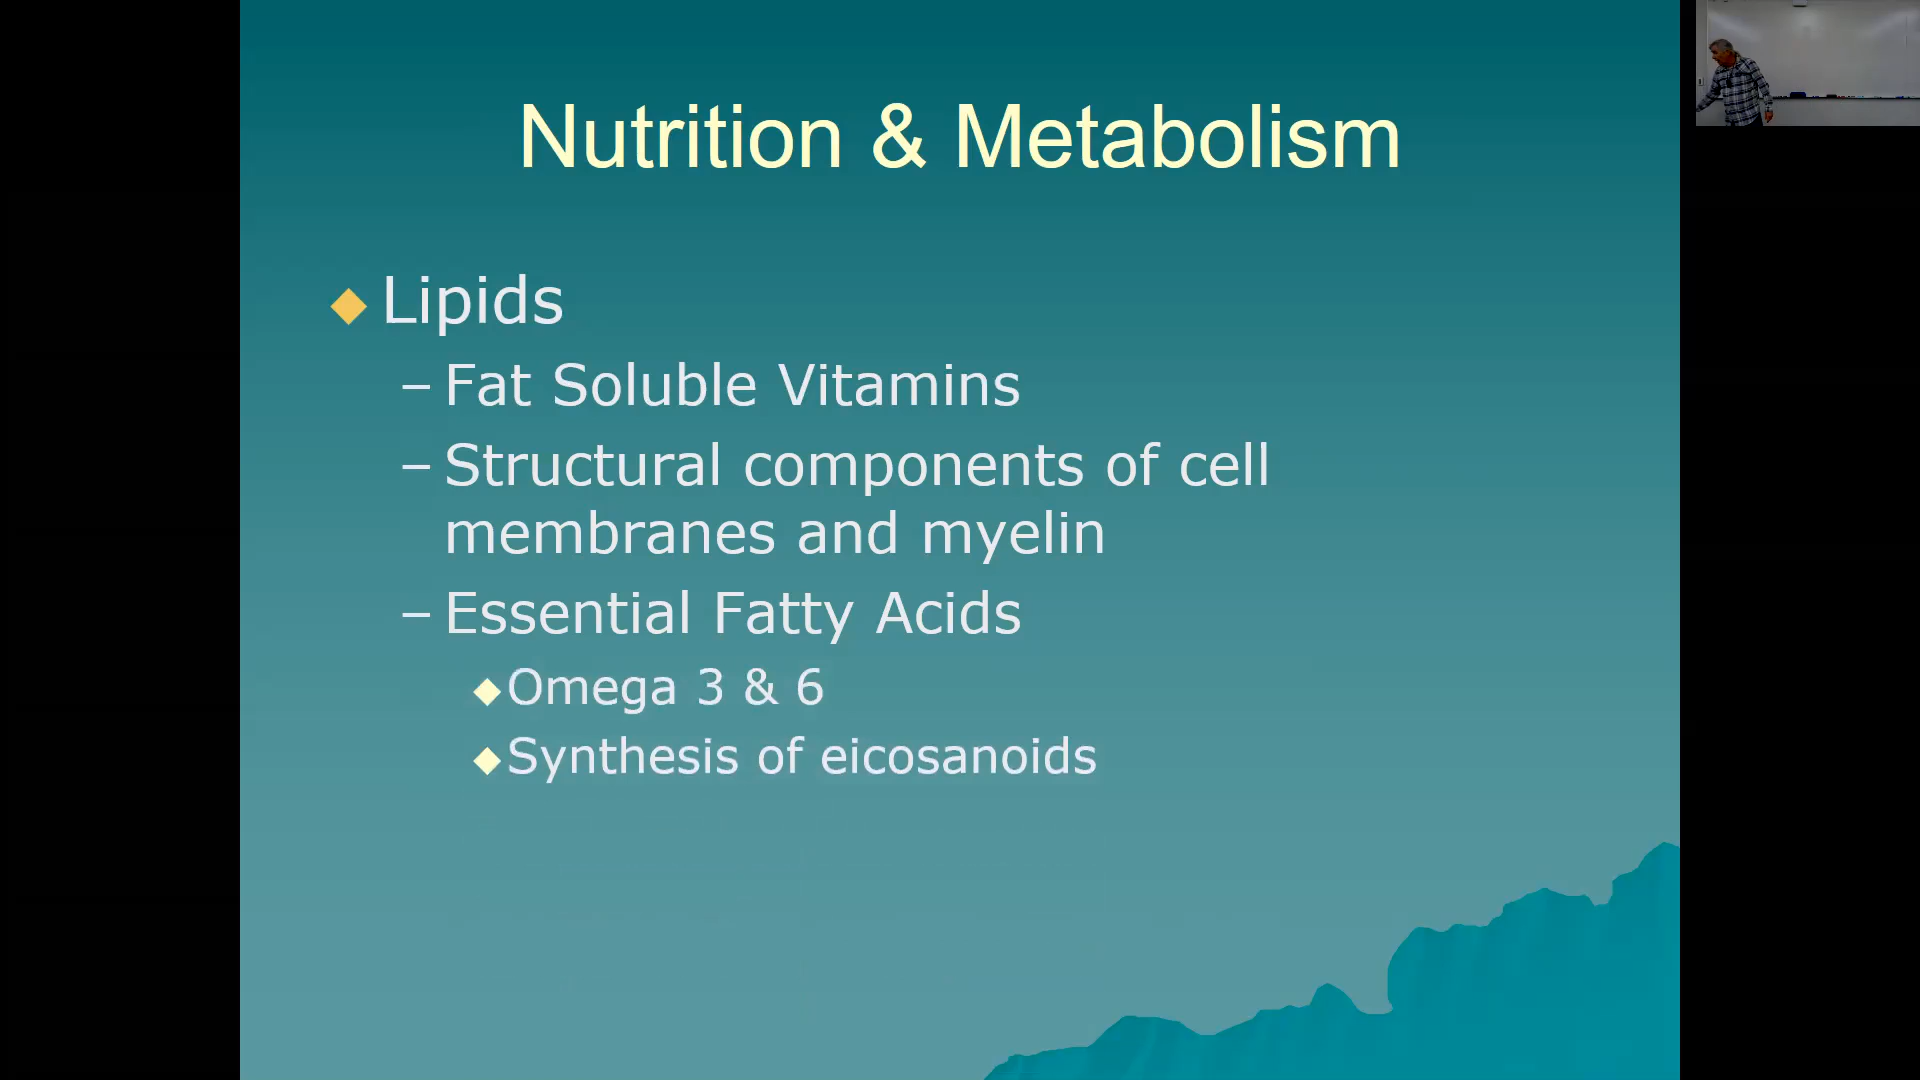 Nutrition & Metabolism
Lipids
– Fat Soluble Vitamins
– Structural components of cell
membranes and myelin
– Essential Fatty Acids
Omega 3 & 6
Synthesis of eicosanoids